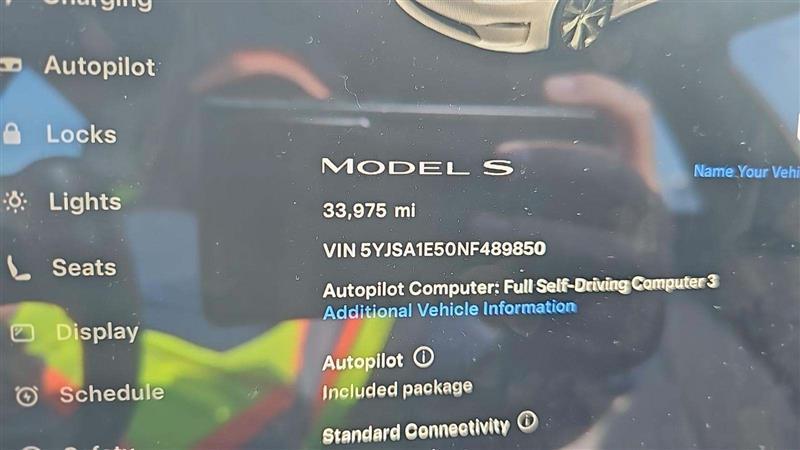 Charging
Autopilot
Locks
Lights
Seats
Display
Schedule
MODEL S
Name Your Vehi
33,975 mi
VIN 5YJSA1E50NF489850
Autopilot Computer: Full Self-Driving Computer 3
Additional Vehicle Information
Autopilot
Included package
Standard Connectivity